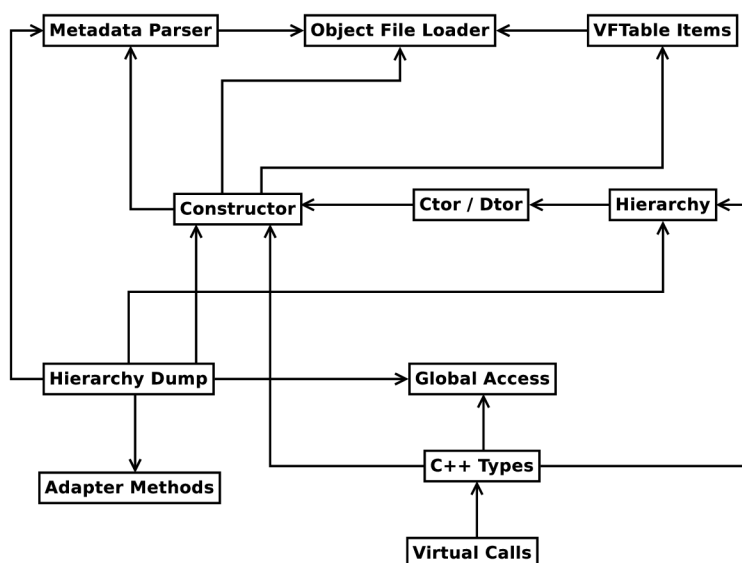 Metadata Parser
Object File Loader
VFTable Items
Constructor
Ctor / Dtor
Hierarchy
Hierarchy Dump
Global Access
C++ Types
Adapter Methods
Virtual Calls